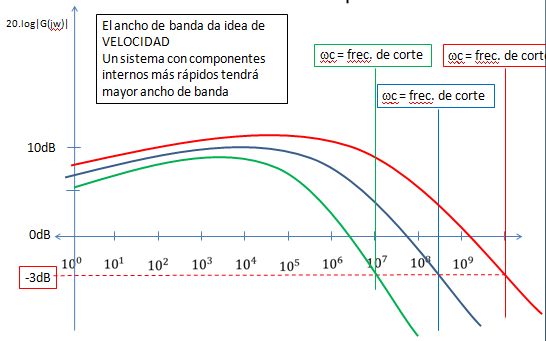 20.log|G(jw)|
El ancho de banda da idea de
VELOCIDAD
Un sistema con componentes
internos más rápidos tendrá
mayor ancho de banda
ωc = frec. de corte
ωc = frec. de corte
ωc = frec. de corte
10dB
0dB
10⁰ 10¹ 10² 10³ 10⁴ 10⁵ 10⁶ 10⁷ 10⁸ 10⁹
-3dB